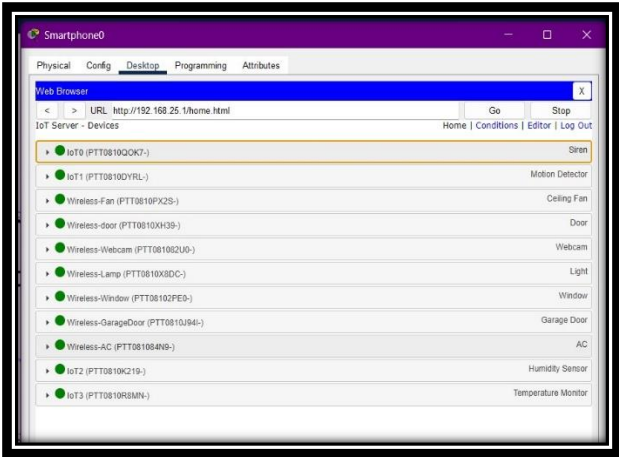 Smartphone0
Physical Config Desktop Programming Attributes
Web Browser X
< > URL http://192.168.25.1/home.html Go Stop
IoT Server - Devices Home | Conditions | Editor | Log Out
IoT0 (PTT0810QOK7-) Siren
IoT1 (PTT0810DYRL-) Motion Detector
Wireless-Fan (PTT0810PX2S-) Ceiling Fan
Wireless-door (PTT0810XH39-) Door
Wireless-Webcam (PTT081082U0-) Webcam
Wireless-Lamp (PTT0810X8DC-) Light
Wireless-Window (PTT08102PE0-) Window
Wireless-GarageDoor (PTT0810J94I-) Garage Door
Wireless-AC (PTT081084N9-) AC
IoT2 (PTT0810K219-) Humidity Sensor
IoT3 (PTT0810R8MN-) Temperature Monitor